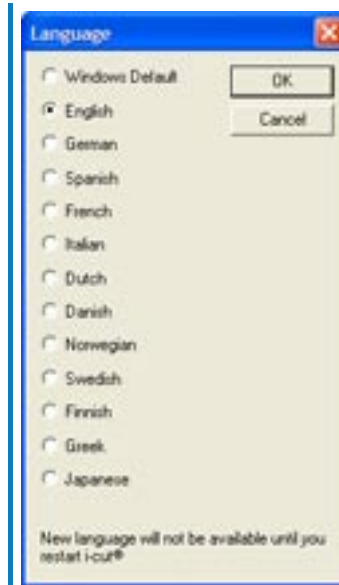 Language
Windows Default
OK
English
Cancel
German
Spanish
French
Italian
Dutch
Danish
Norwegian
Swedish
Finnish
Greek
Japanese
New language will not be available until you
restart i-cut®